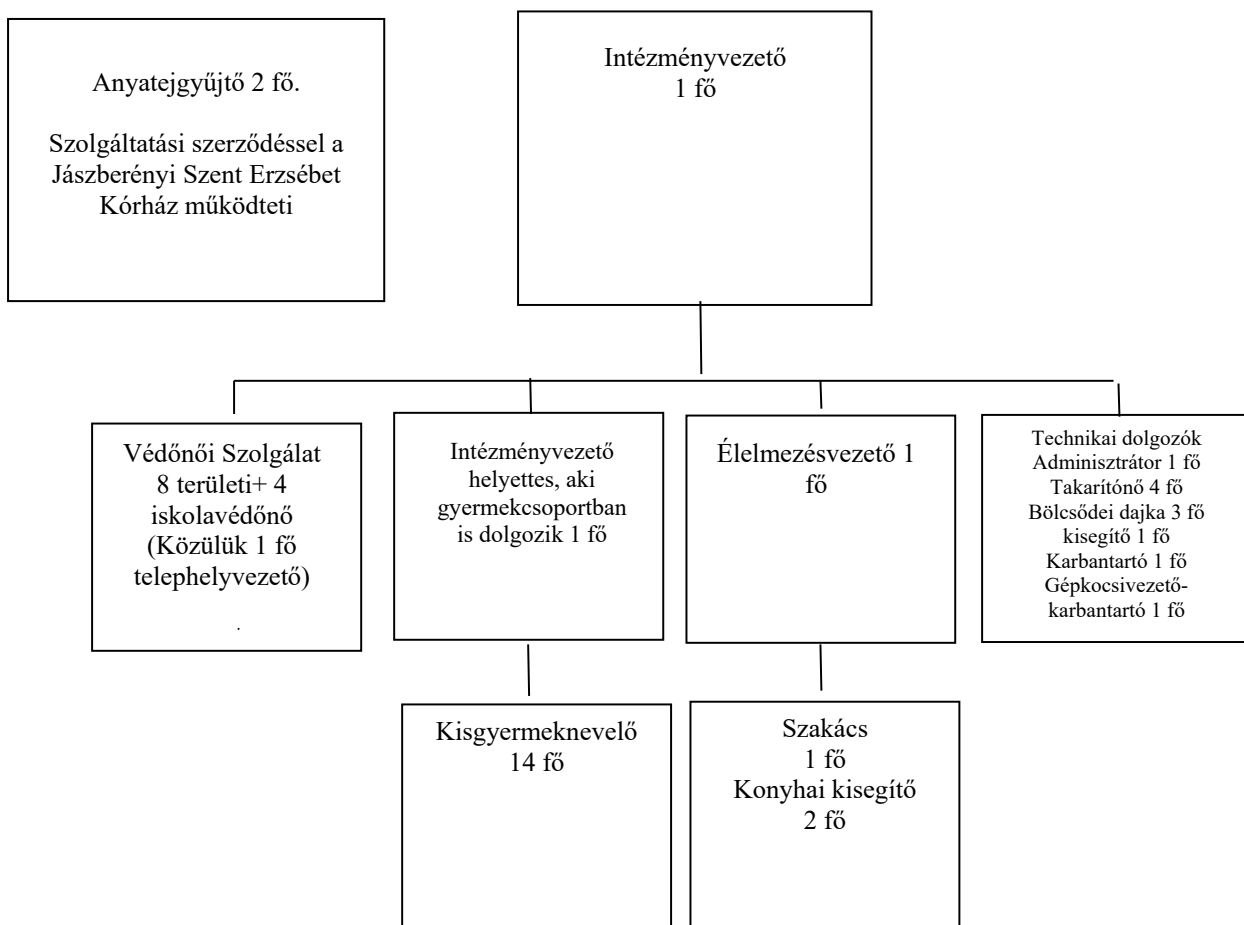 Anyatejgyűjtő 2 fő.
Szolgáltatási szerződéssel a
Jászberényi Szent Erzsébet
Kórház működteti
Intézményvezető
1 fő
Védőnői Szolgálat
8 területi+ 4
iskolavédőnő
(Közülük 1 fő
telephelyvezető)
.
Intézményvezető
helyettes, aki
gyermekcsoportban
is dolgozik 1 fő
Élelmezésvezető 1
fő
Technikai dolgozók
Adminisztrátor 1 fő
Takarítónő 4 fő
Bölcsődei dajka 3 fő
kisegítő 1 fő
Karbantartó 1 fő
Gépkocsivezető-
karbantartó 1 fő
Kisgyermeknevelő
14 fő
Szakács
1 fő
Konyhai kisegítő
2 fő